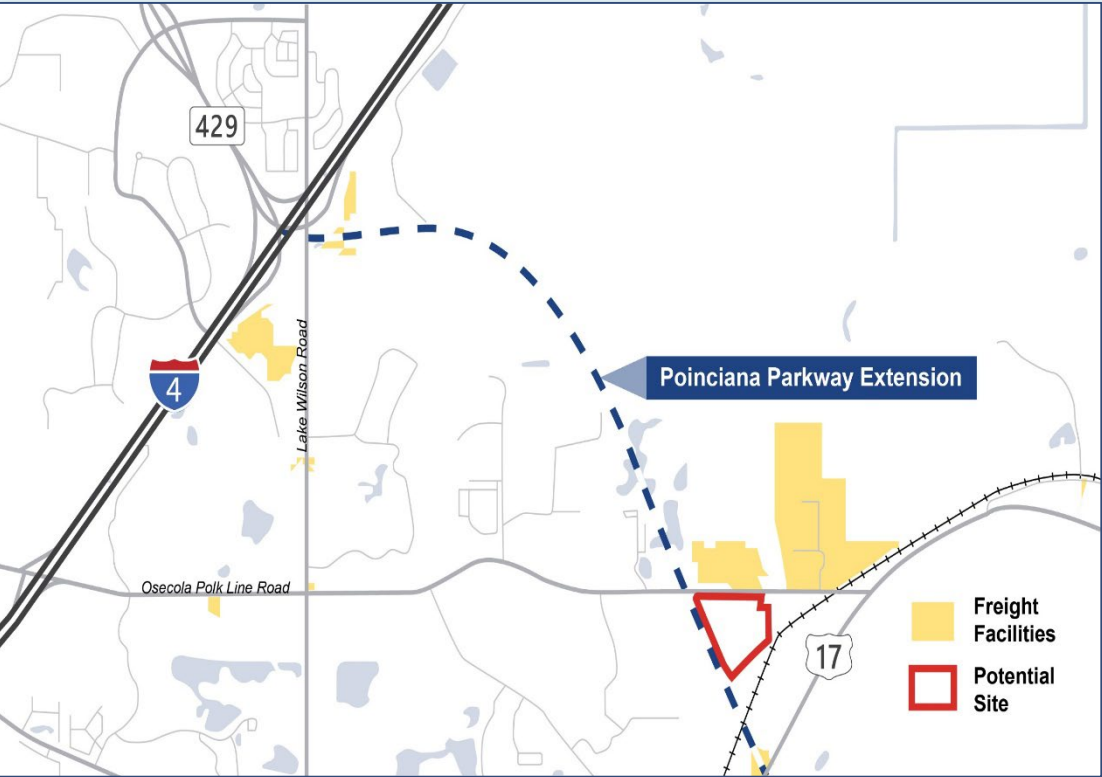 429
4
Lake Wilson Road
Poinciana Parkway Extension
Osecola Polk Line Road
17
Freight
Facilities
Potential
Site